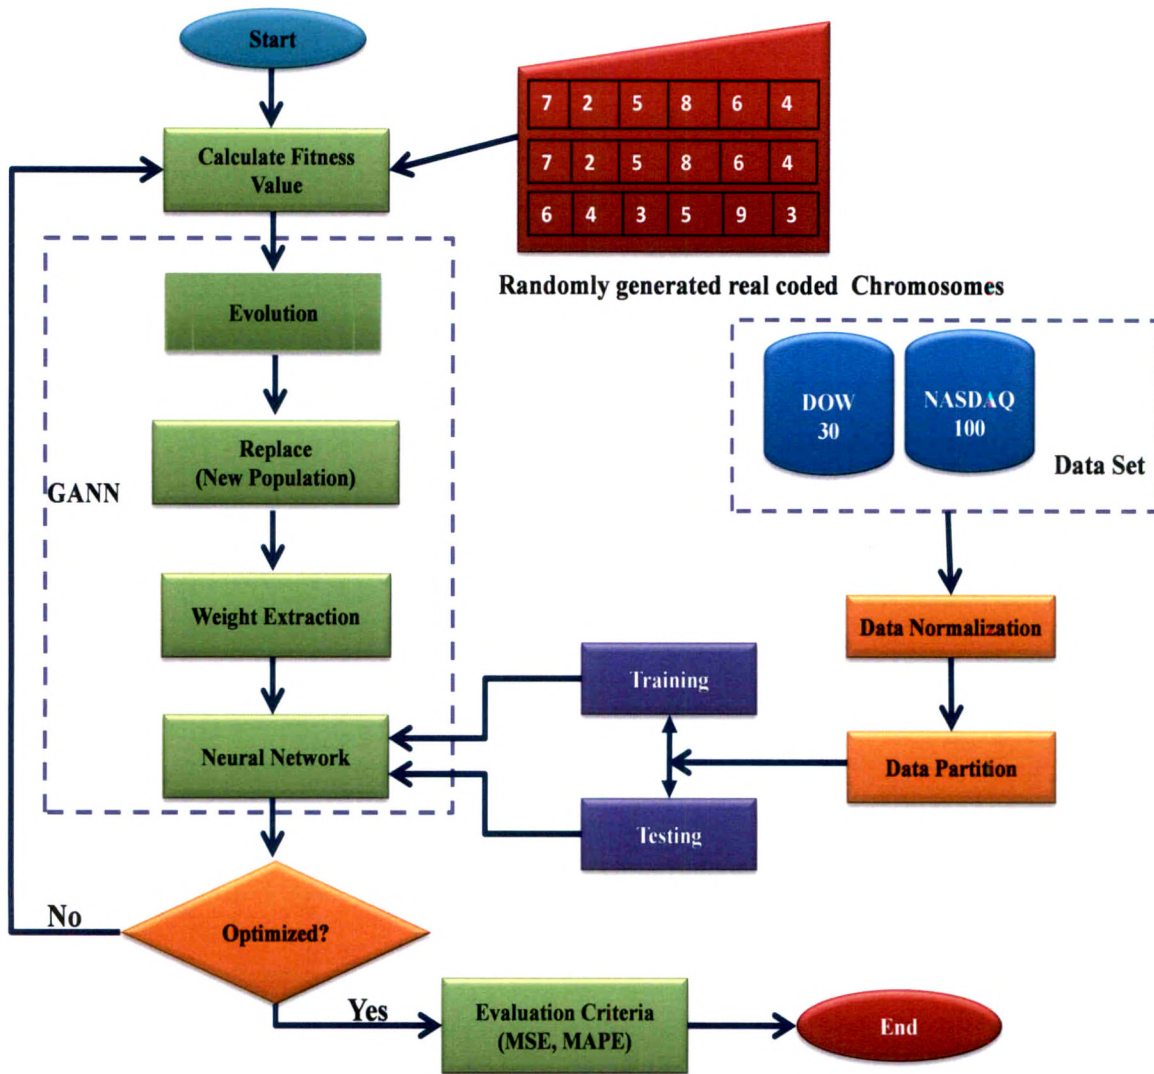 Start
7 2 5 8 6 4
Calculate Fitness
Value
7 2 5 8 6 4
6 4 3 5 9 3
Randomly generated real coded Chromosomes
Evolution
DOW
30
NASDAQ
100
Data Set
Replace
(New Population)
GANN
Weight Extraction
Data Normalization
Training
Neural Network
Data Partition
Testing
No
Optimized?
Yes
Evaluation Criteria
(MSE, MAPE)
End